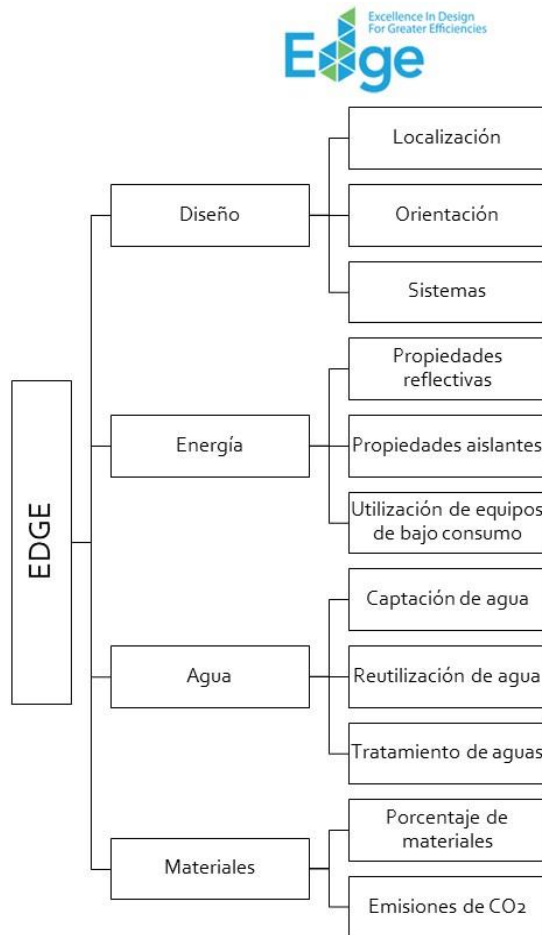 Excellence In Design
For Greater Efficiencies
Edge
Localización
Diseño
Orientación
Sistemas
Propiedades
reflectivas
Energía
Propiedades aislantes
Utilización de equipos
de bajo consumo
EDGE
Captación de agua
Agua
Reutilización de agua
Tratamiento de aguas
Porcentaje de
materiales
Materiales
Emisiones de CO2